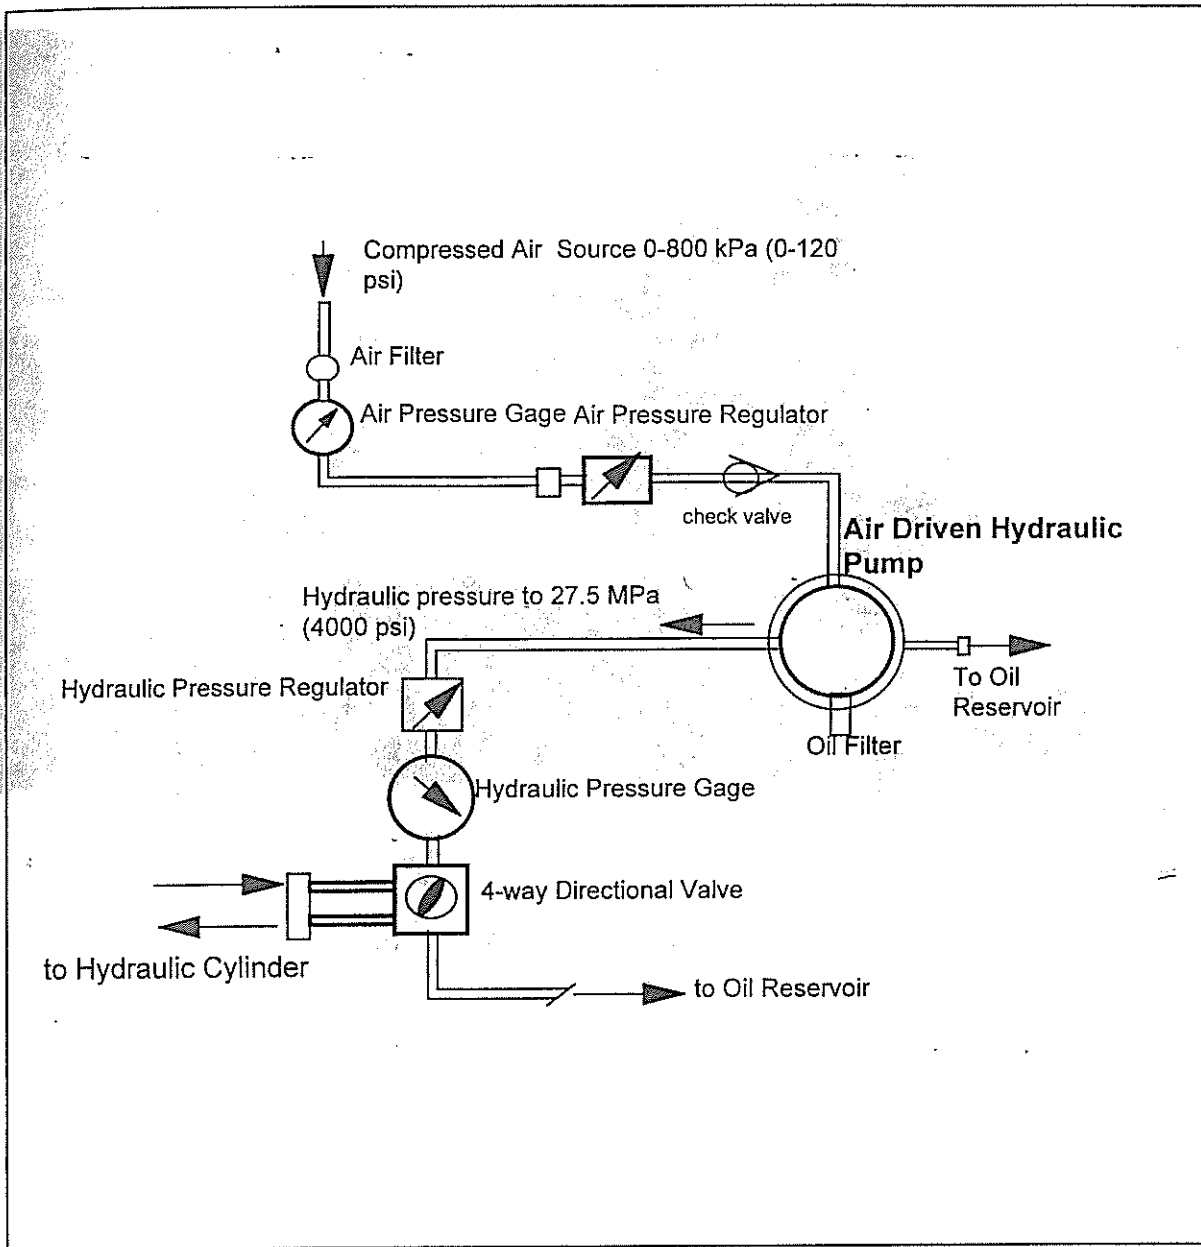 Compressed Air Source 0-800 kPa (0-120
psi)
Air Filter
Air Pressure Gage Air Pressure Regulator
check valve
Air Driven Hydraulic
Pump
Hydraulic pressure to 27.5 MPa
(4000 psi)
To Oil
Reservoir
Hydraulic Pressure Regulator
Oil Filter
Hydraulic Pressure Gage
4-way Directional Valve
to Hydraulic Cylinder
to Oil Reservoir